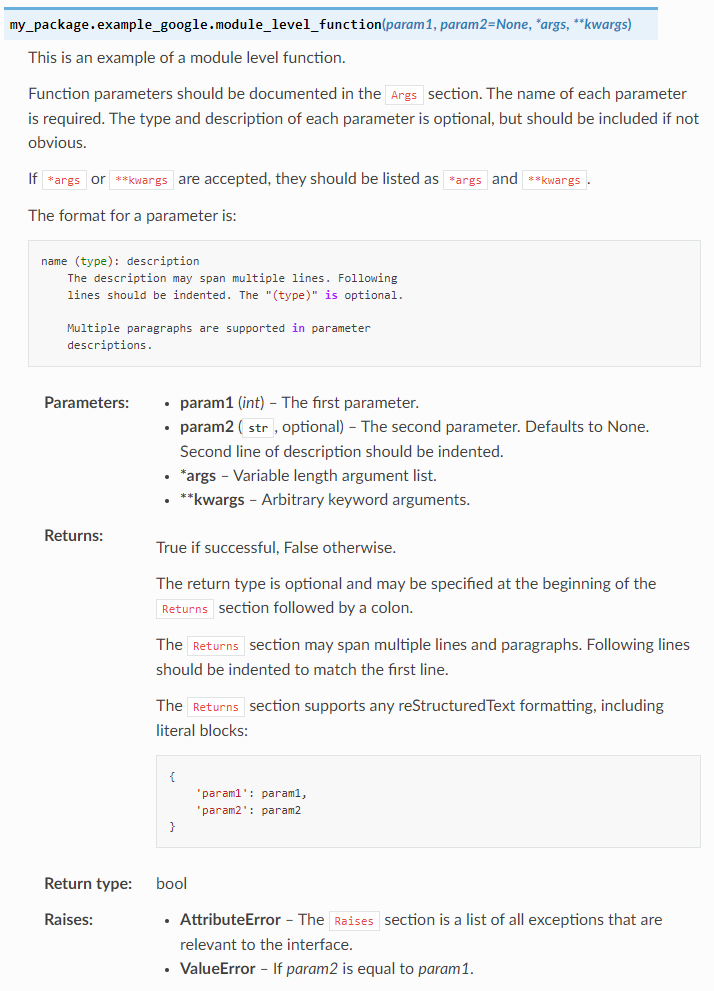 my_package.example_google.module_level_function(param1, param2=None, *args, **kwargs)
This is an example of a module level function.
Function parameters should be documented in the Args section. The name of each parameter
is required. The type and description of each parameter is optional, but should be included if not
obvious.
If *args or **kwargs are accepted, they should be listed as *args and **kwargs.
The format for a parameter is:
name (type): description
    The description may span multiple lines. Following
    lines should be indented. The "(type)" is optional.
    Multiple paragraphs are supported in parameter
    descriptions.
Parameters:
• param1 (int) – The first parameter.
• param2 (str, optional) – The second parameter. Defaults to None.
Second line of description should be indented.
• *args – Variable length argument list.
• **kwargs – Arbitrary keyword arguments.
Returns:
True if successful, False otherwise.
The return type is optional and may be specified at the beginning of the
Returns section followed by a colon.
The Returns section may span multiple lines and paragraphs. Following lines
should be indented to match the first line.
The Returns section supports any reStructuredText formatting, including
literal blocks:
{
    'param1': param1,
    'param2': param2
}
Return type: bool
Raises:
• AttributeError – The Raises section is a list of all exceptions that are
relevant to the interface.
• ValueError – If param2 is equal to param1.